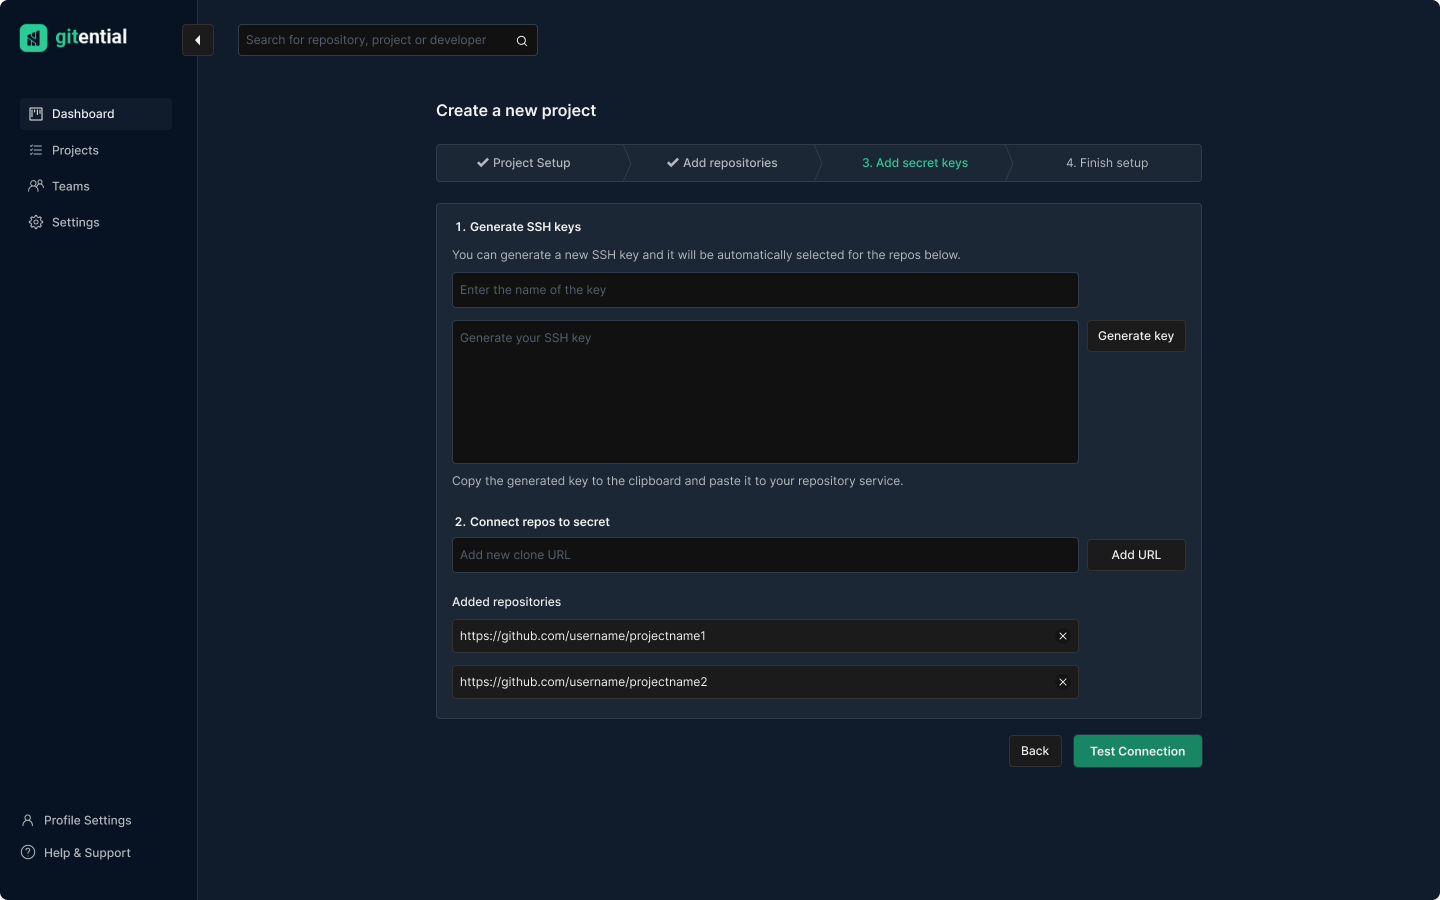 gitential
Search for repository, project or developer
Dashboard
Projects
Teams
Settings
Create a new project
Project Setup
Add repositories
3. Add secret keys
4. Finish setup
1. Generate SSH keys
You can generate a new SSH key and it will be automatically selected for the repos below.
Enter the name of the key
Generate your SSH key
Generate key
Copy the generated key to the clipboard and paste it to your repository service.
2. Connect repos to secret
Add new clone URL
Add URL
Added repositories
https://github.com/username/projectname1
https://github.com/username/projectname2
Back
Test Connection
Profile Settings
Help & Support